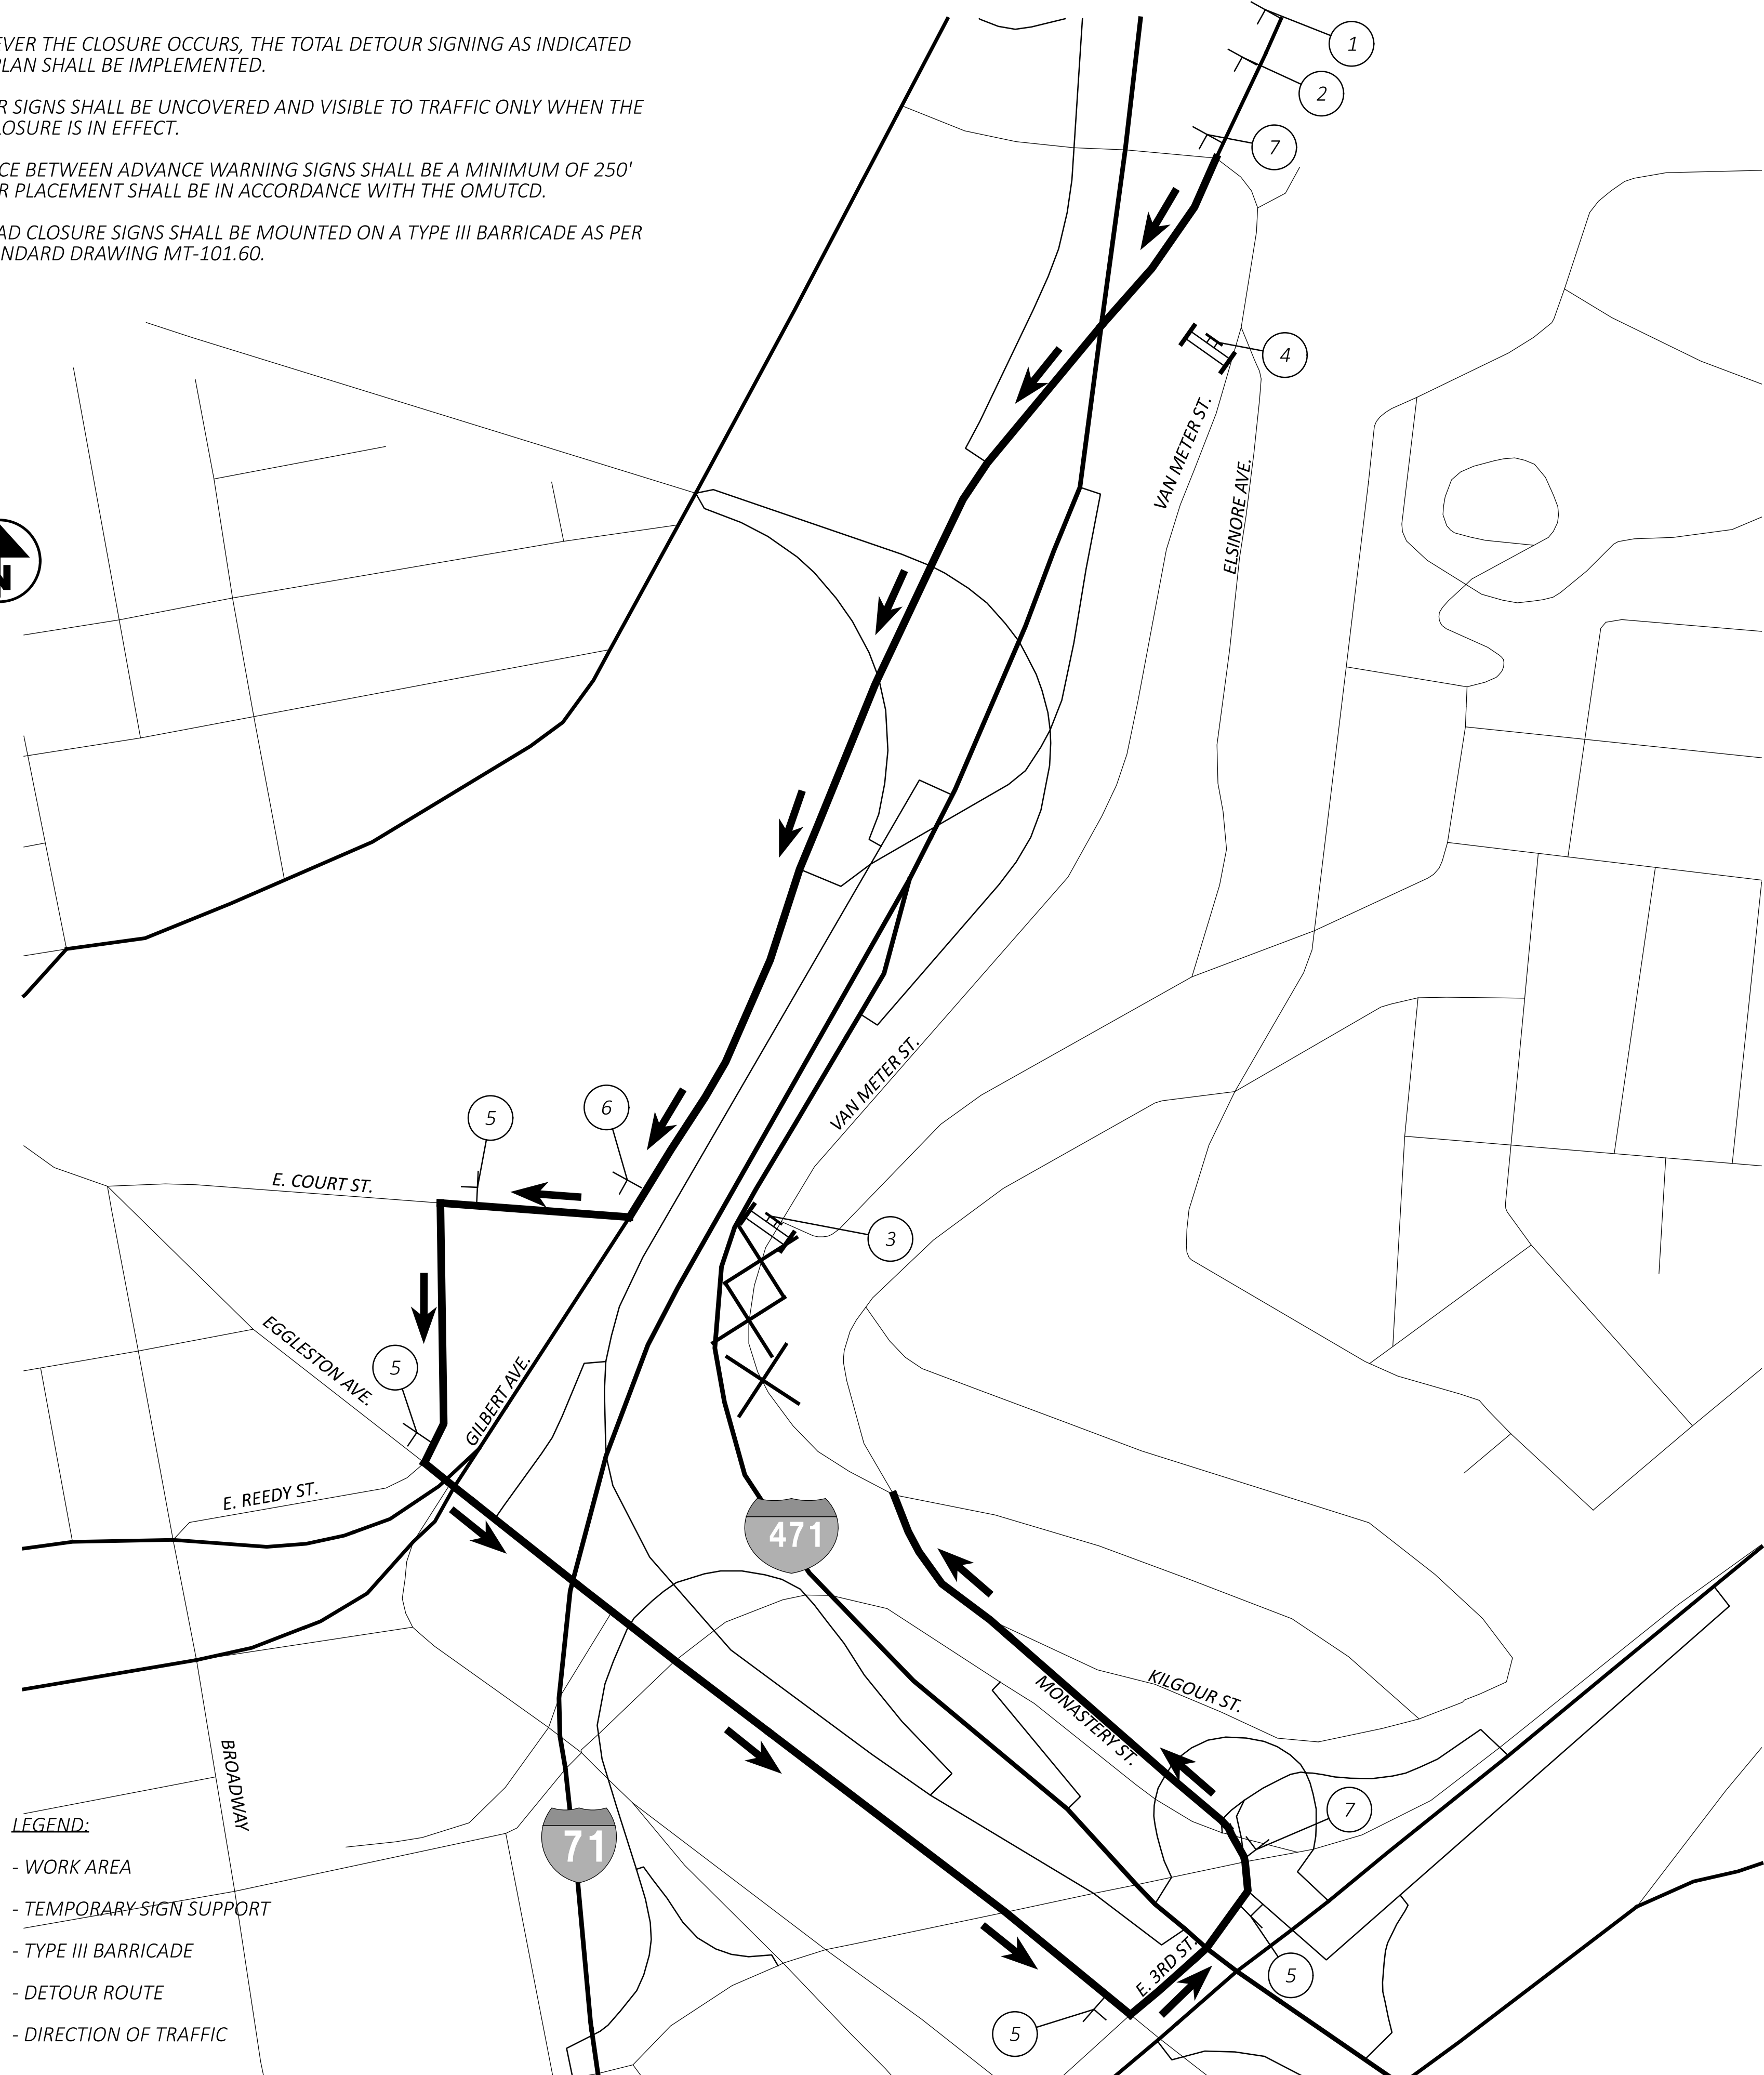 EVER THE CLOSURE OCCURS, THE TOTAL DETOUR SIGNING AS INDICATED
PLAN SHALL BE IMPLEMENTED.
R SIGNS SHALL BE UNCOVERED AND VISIBLE TO TRAFFIC ONLY WHEN THE
LOSURE IS IN EFFECT.
CE BETWEEN ADVANCE WARNING SIGNS SHALL BE A MINIMUM OF 250'
R PLACEMENT SHALL BE IN ACCORDANCE WITH THE OMUTCD.
AD CLOSURE SIGNS SHALL BE MOUNTED ON A TYPE III BARRICADE AS PER
NDARD DRAWING MT-101.60.
1
2
7
4
VAN METER ST.
ELSINORE AVE.
N
VAN METER ST.
5
6
E. COURT ST.
3
EGGLESTON AVE.
5
GILBERT AVE.
E. REEDY ST.
471
KILGOUR ST.
MONASTERY ST.
BROADWAY
71
7
E. 3RD ST.
5
5
LEGEND:
- WORK AREA
- TEMPORARY SIGN SUPPORT
- TYPE III BARRICADE
- DETOUR ROUTE
- DIRECTION OF TRAFFIC